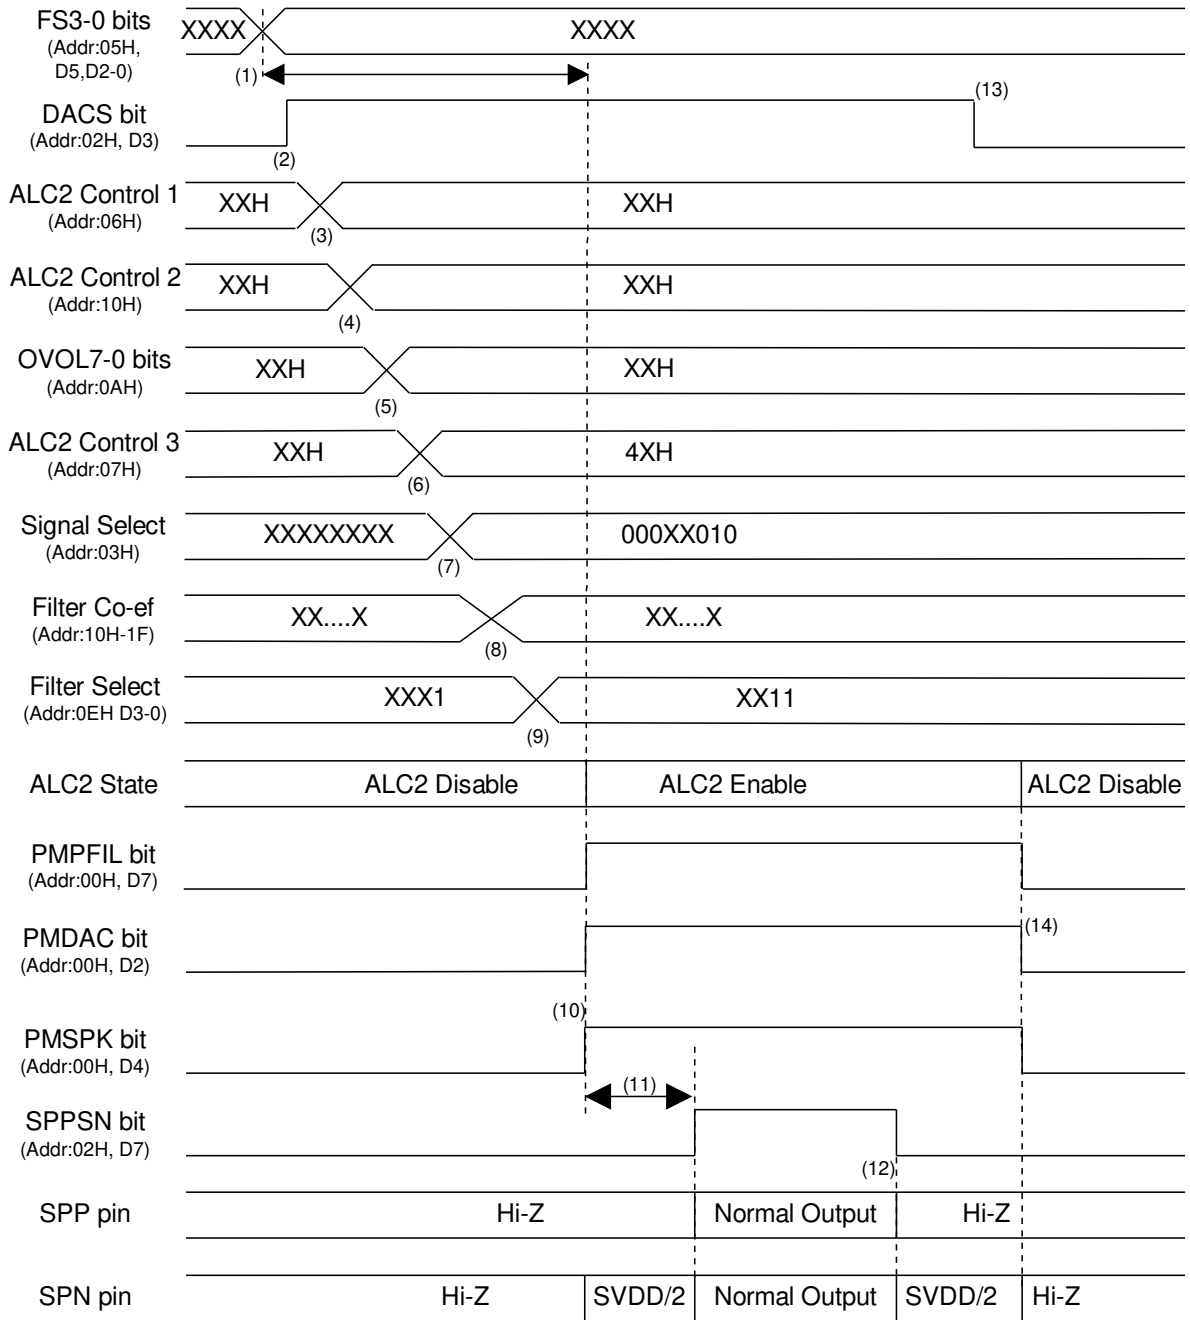 FS3-0 bits
(Addr:05H,
D5,D2-0)
XXXX
XXXX
(1)
DACS bit
(Addr:02H, D3)
(2)
(13)
ALC2 Control 1
(Addr:06H)
XXH
XXH
(3)
ALC2 Control 2
(Addr:10H)
XXH
XXH
(4)
OVOL7-0 bits
(Addr:0AH)
XXH
XXH
(5)
ALC2 Control 3
(Addr:07H)
XXH
4XH
(6)
Signal Select
(Addr:03H)
XXXXXXXX
000XX010
(7)
Filter Co-ef
(Addr:10H-1F)
XX....X
XX....X
(8)
Filter Select
(Addr:0EH D3-0)
XXX1
XX11
(9)
ALC2 State
ALC2 Disable
ALC2 Enable
ALC2 Disable
PMPFIL bit
(Addr:00H, D7)
PMDAC bit
(Addr:00H, D2)
(14)
(10)
PMSPK bit
(Addr:00H, D4)
(11)
SPPSN bit
(Addr:02H, D7)
(12)
SPP pin
Hi-Z
Normal Output
Hi-Z
SPN pin
Hi-Z
SVDD/2
Normal Output
SVDD/2
Hi-Z